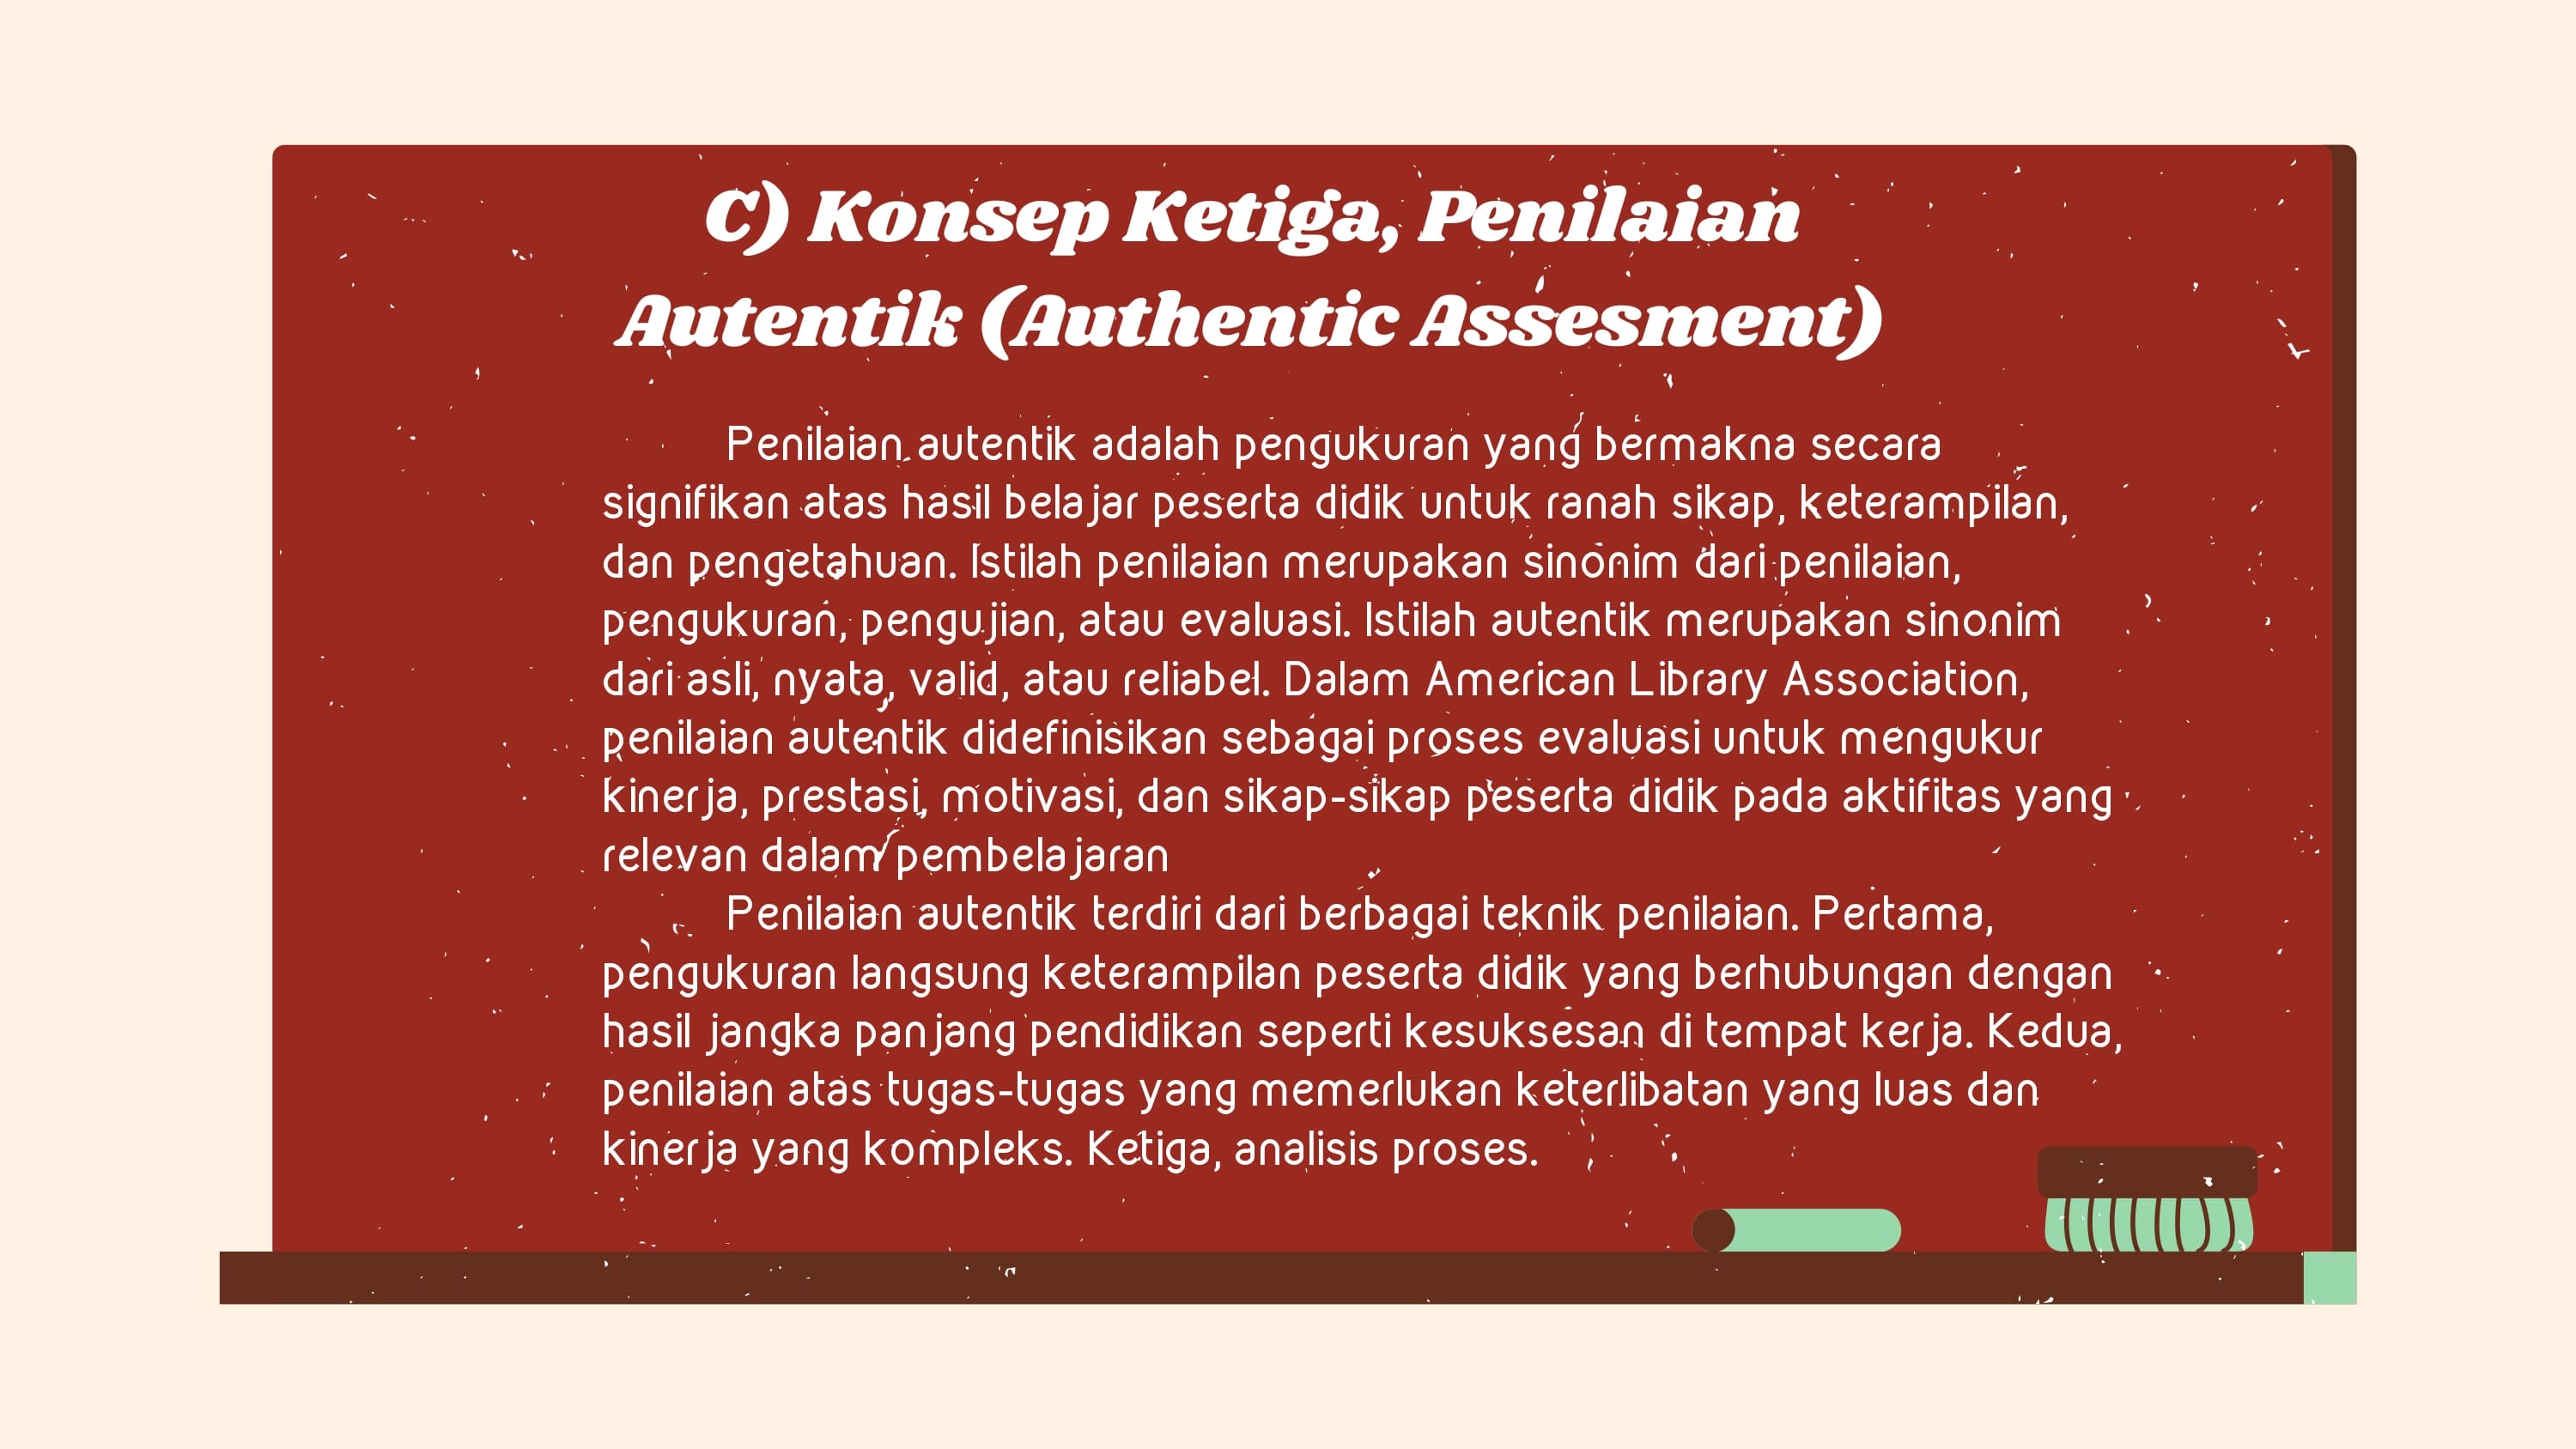 C) Konsep Ketiga, Penilaian
Autentik (Authentic Assesment)
Penilaian autentik adalah pengukuran yang bermakna secara
signifikan atas hasil belajar peserta didik untuk ranah sikap, keterampilan,
dan pengetahuan. Istilah penilaian merupakan sinonim dari penilaian,
pengukuran, pengujian, atau evaluasi. Istilah autentik merupakan sinonim
dari asli, nyata, valid, atau reliabel. Dalam American Library Association,
penilaian autentik didefinisikan sebagai proses evaluasi untuk mengukur
kinerja, prestasi, motivasi, dan sikap-sikap peserta didik pada aktifitas yang
relevan dalam pembelajaran
Penilaian autentik terdiri dari berbagai teknik penilaian. Pertama,
pengukuran langsung keterampilan peserta didik yang berhubungan dengan
hasil jangka panjang pendidikan seperti kesuksesan di tempat kerja. Kedua,
penilaian atas tugas-tugas yang memerlukan keterlibatan yang luas dan
kinerja yang kompleks. Ketiga, analisis proses.